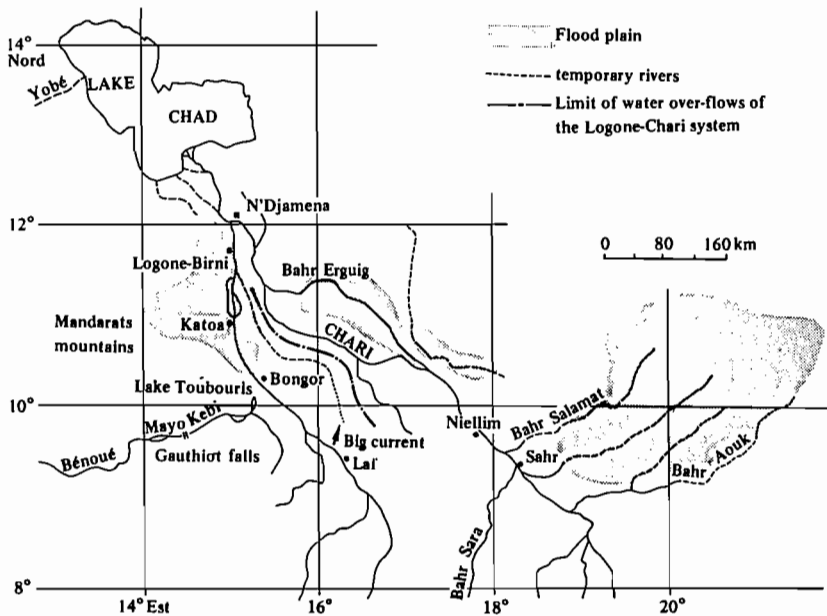 14°
Nord
Yobé
LAKE
CHAD
Flood plain
temporary rivers
Limit of water over-flows of
the Logone-Chari system
N'Djamena
12°
0 80 160 km
Logone-Birni
Bahr Erguig
Mandarats
mountains
Katoa
CHARI
Lake Toubouris
Bongor
10°
Mayo Kebi
Niellim
Bahr Salamat
Big current
Bénoué
Gauthiot falls
Laï
Sahr
Bahr Aouk
Bahr Sara
8°
14° Est
16°
18°
20°